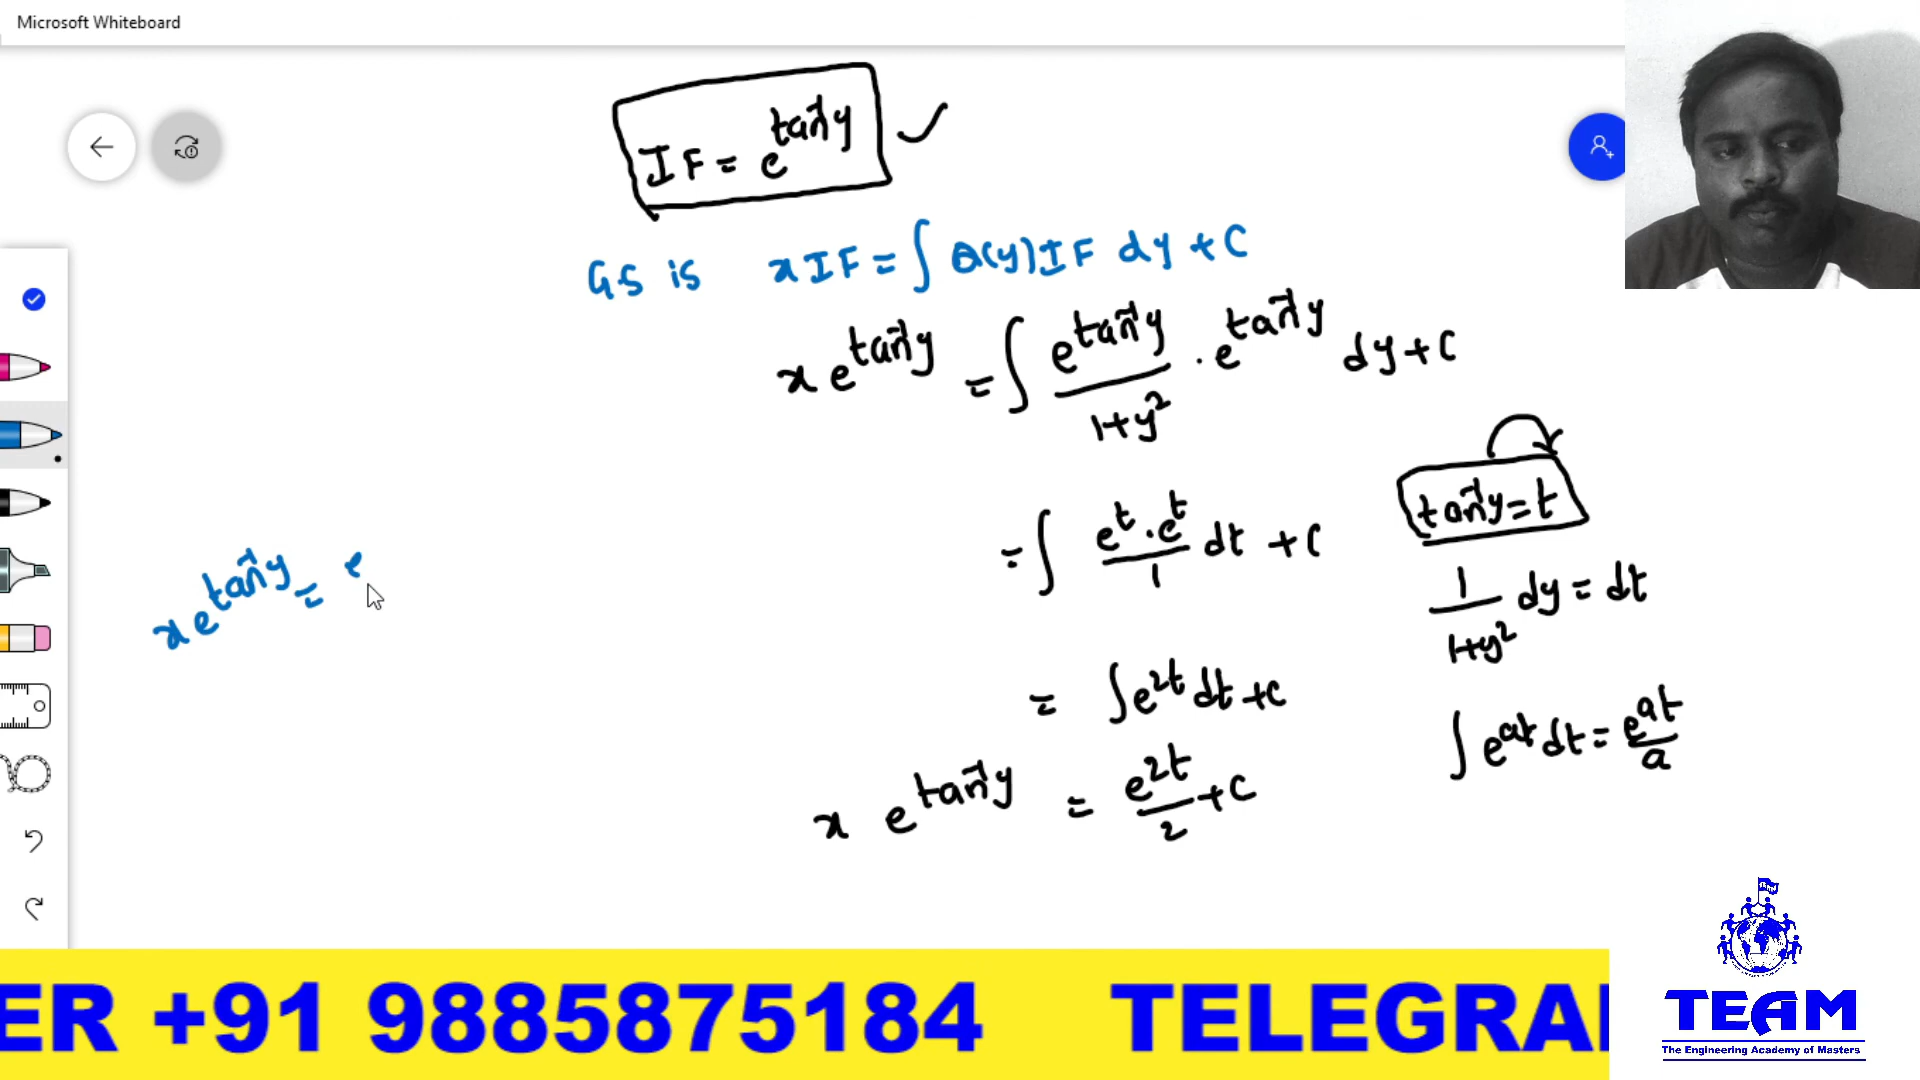 Microsoft Whiteboard
IF = e^{tan⁻¹y} ✓
GS is x IF = ∫ Q(y) IF dy + C
x e^{tan⁻¹y} = ∫ e^{tan⁻¹y}/(1+y²) · e^{tan⁻¹y} dy + C
= ∫ (e^t · e^t)/1 dt + C
tan⁻¹y = t
1/(1+y²) dy = dt
= ∫ e^{2t} dt + C
∫ e^{at} dt = e^{at}/a
x e^{tan⁻¹y} = e^{2t}/2 + C
x e^{tan⁻¹y} = e
ER +91 9885875184 TELEGRA
TEAM
The Engineering Academy of Masters